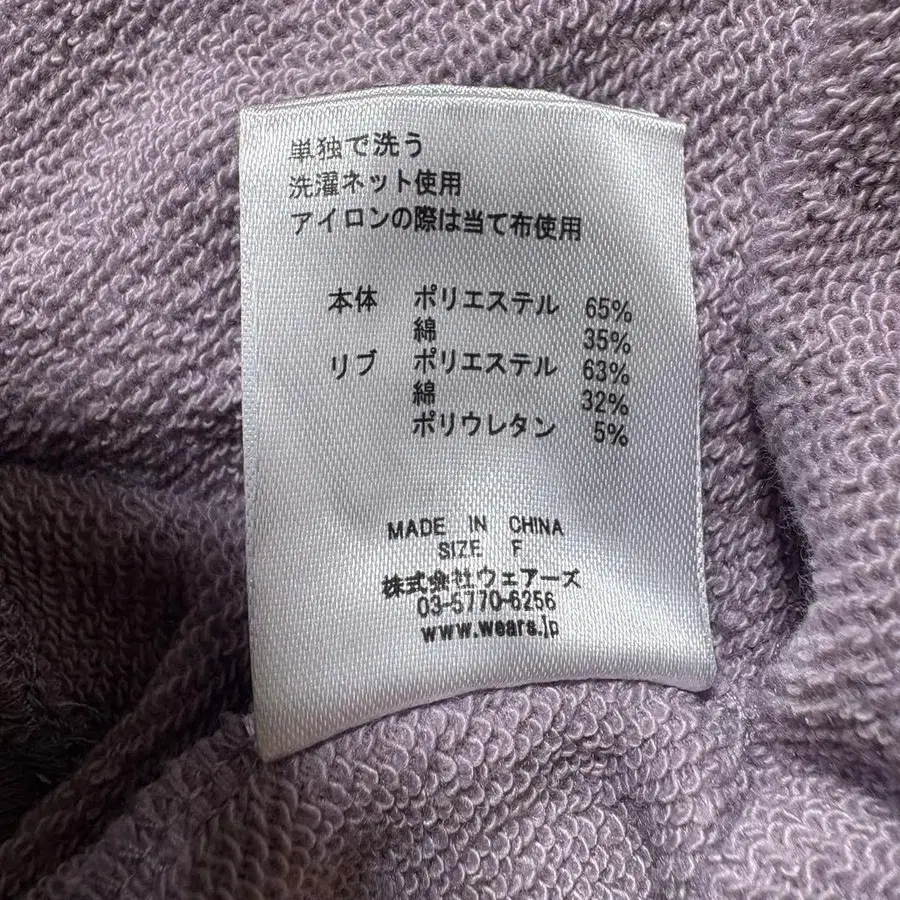 単独で洗う
洗濯ネット使用
アイロンの際は当て布使用
本体 ポリエステル 65%
綿 35%
リブ ポリエステル 63%
綿 32%
ポリウレタン 5%
MADE IN CHINA
SIZE F
株式会社ウェアーズ
03-5770-6256
www.wears.jp